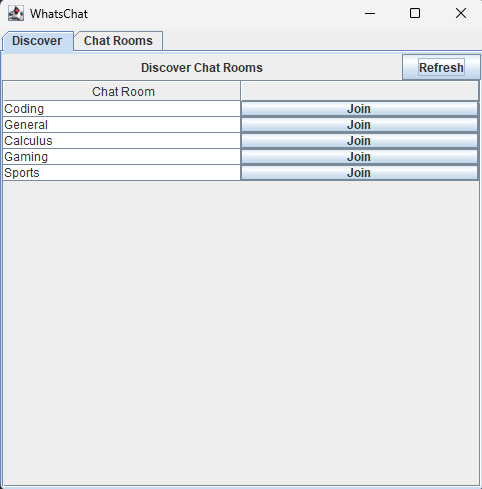 WhatsChat
Discover Chat Rooms
Discover Chat Rooms Refresh
Chat Room
Coding Join
General Join
Calculus Join
Gaming Join
Sports Join